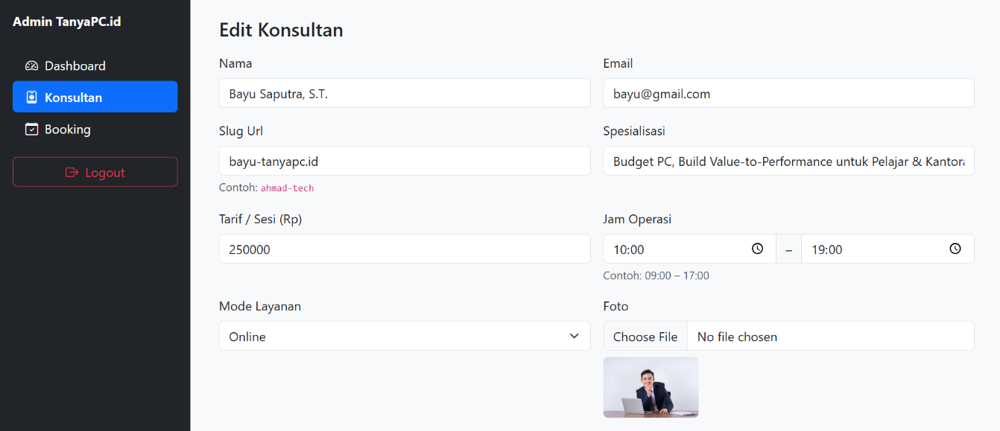 Admin TanyaPC.id
Dashboard
Konsultan
Booking
Logout
Edit Konsultan
Nama
Email
Bayu Saputra, S.T.
bayu@gmail.com
Slug Url
Spesialisasi
bayu-tanyapc.id
Budget PC, Build Value-to-Performance untuk Pelajar & Kantora
Contoh: ahmad-tech
Tarif / Sesi (Rp)
Jam Operasi
250000
10:00 – 19:00
Contoh: 09:00 – 17:00
Mode Layanan
Foto
Online
Choose File No file chosen